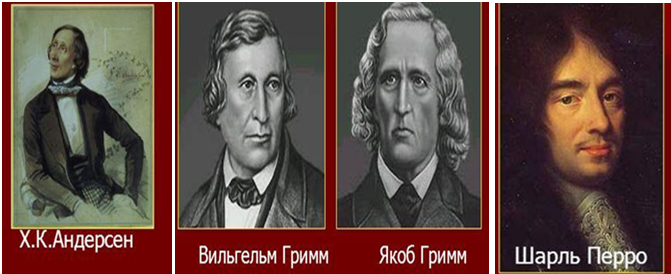 Х.К.Андерсен
Вильгельм Гримм
Якоб Гримм
Шарль Перро